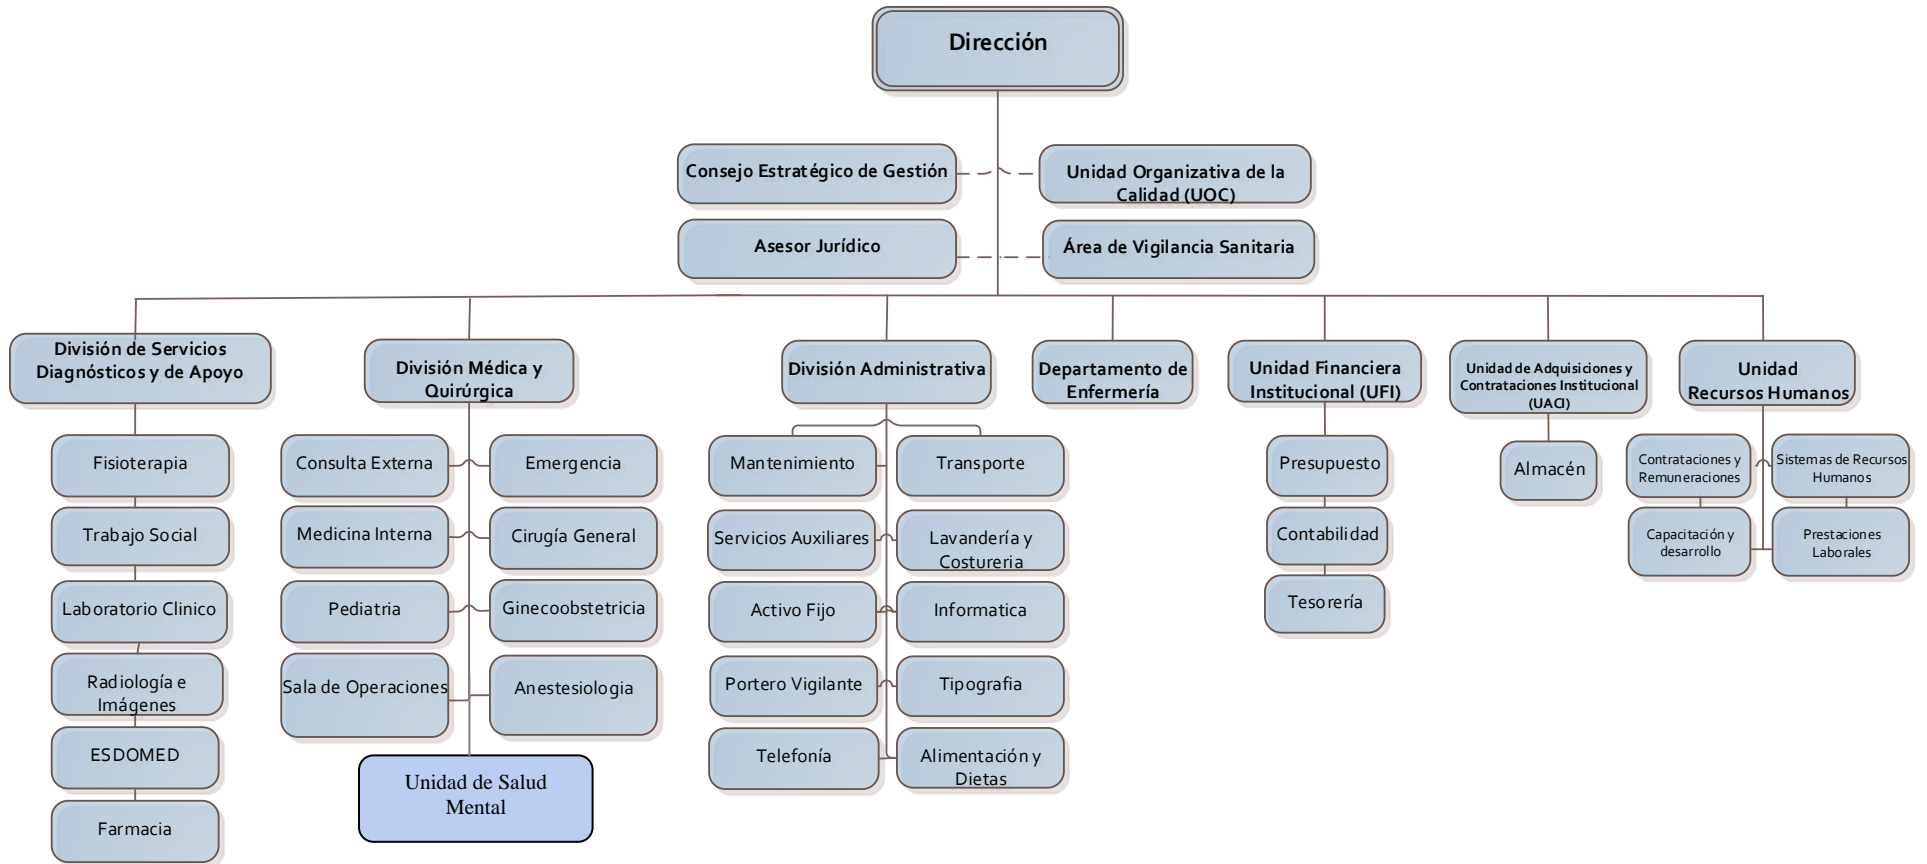 Dirección
Consejo Estratégico de Gestión
Unidad Organizativa de la
Calidad (UOC)
Asesor Jurídico
Área de Vigilancia Sanitaria
División de Servicios
Diagnósticos y de Apoyo
Fisioterapia
Trabajo Social
Laboratorio Clinico
Radiología e
Imágenes
ESDOMED
Farmacia
División Médica y
Quirúrgica
Consulta Externa
Emergencia
Medicina Interna
Cirugía General
Pediatria
Ginecoobstetricia
Sala de Operaciones
Anestesiologia
Unidad de Salud
Mental
División Administrativa
Mantenimiento
Transporte
Servicios Auxiliares
Lavandería y
Costureria
Activo Fijo
Informatica
Portero Vigilante
Tipografia
Telefonía
Alimentación y
Dietas
Departamento de
Enfermería
Unidad Financiera
Institucional (UFI)
Presupuesto
Contabilidad
Tesorería
Unidad de Adquisiciones y
Contrataciones Institucional
(UACI)
Almacén
Unidad
Recursos Humanos
Contrataciones y
Remuneraciones
Sistemas de Recursos
Humanos
Capacitación y
desarrollo
Prestaciones
Laborales